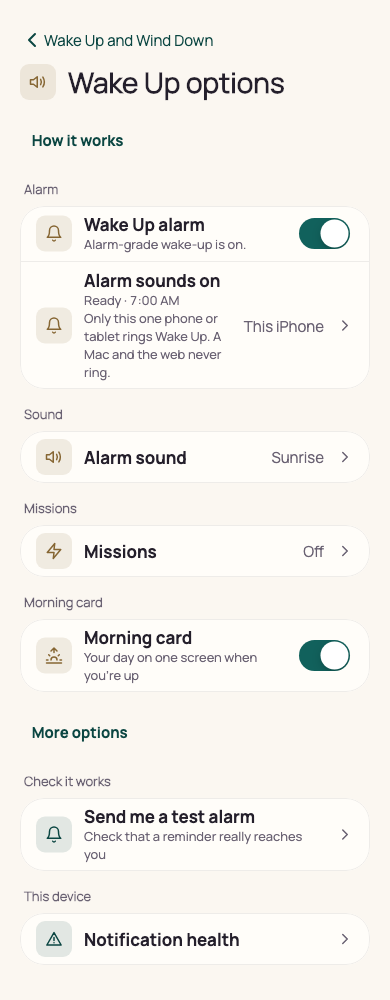 Wake Up and Wind Down
Wake Up options
How it works
Alarm
Wake Up alarm
Alarm-grade wake-up is on.
Alarm sounds on
Ready · 7:00 AM
Only this one phone or
tablet rings Wake Up. A
Mac and the web never
ring.
This iPhone
Sound
Alarm sound
Sunrise
Missions
Missions
Off
Morning card
Morning card
Your day on one screen when
you're up
More options
Check it works
Send me a test alarm
Check that a reminder really reaches
you
This device
Notification health